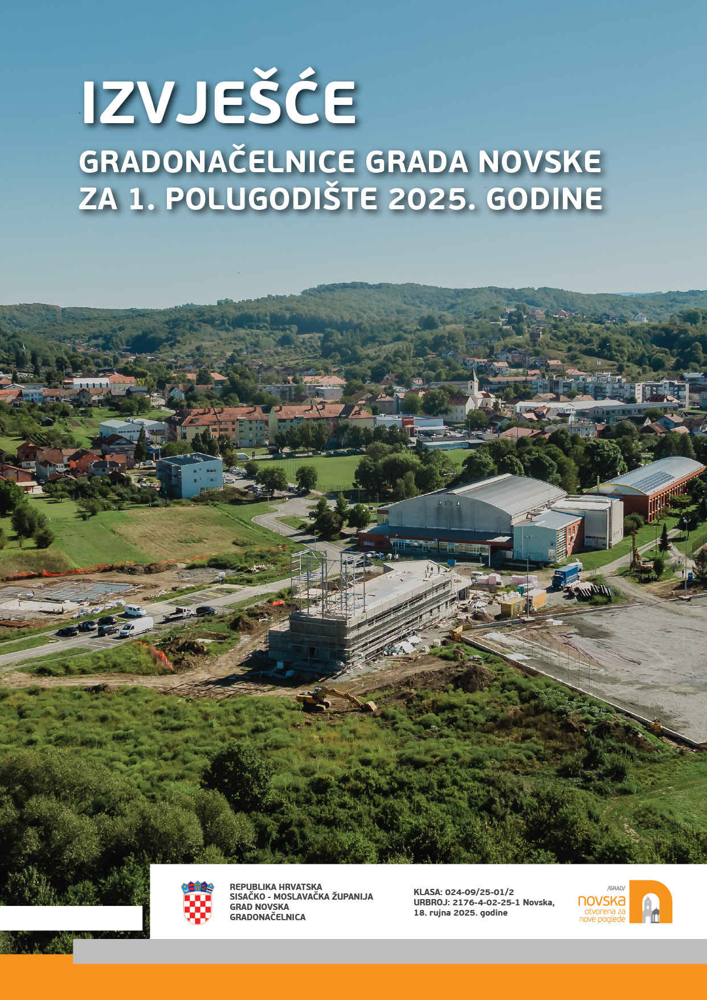 IZVJEŠĆE
GRADONAČELNICE GRADA NOVSKE
ZA 1. POLUGODIŠTE 2025. GODINE
REPUBLIKA HRVATSKA
SISAČKO - MOSLAVAČKA ŽUPANIJA
GRAD NOVSKA
GRADONAČELNICA
KLASA: 024-09/25-01/2
URBROJ: 2176-4-02-25-1 Novska,
18. rujna 2025. godine
/GRAD/
novska
otvorena za
nove poglede